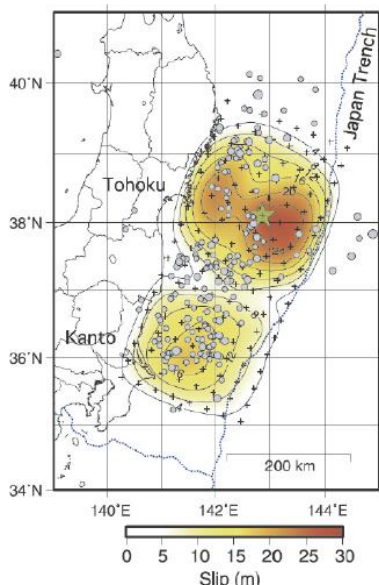 40˚N
38˚N
36˚N
34˚N
140˚E
142˚E
144˚E
Japan Trench
Tohoku
Kanto
200 km
0 5 10 15 20 25 30
Slip (m)